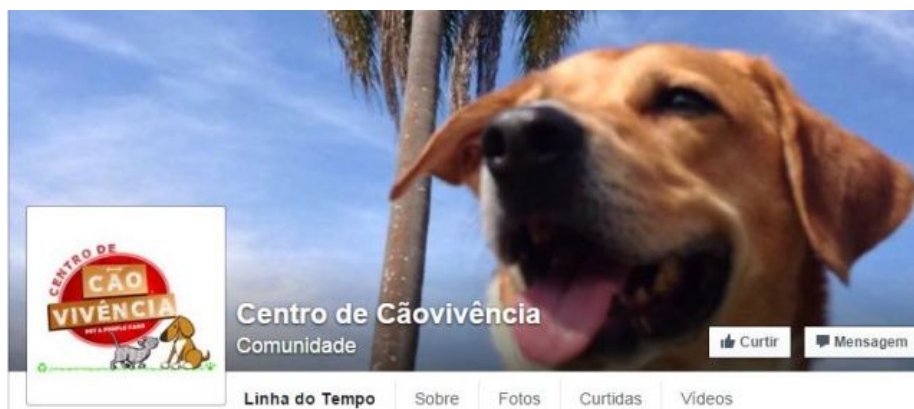 CENTRO DE
CÃO
VIVÊNCIA
PET & PEOPLE CARE
Centro de Cãovivência
Comunidade
Curtir
Mensagem
Linha do Tempo
Sobre
Fotos
Curtidas
Vídeos